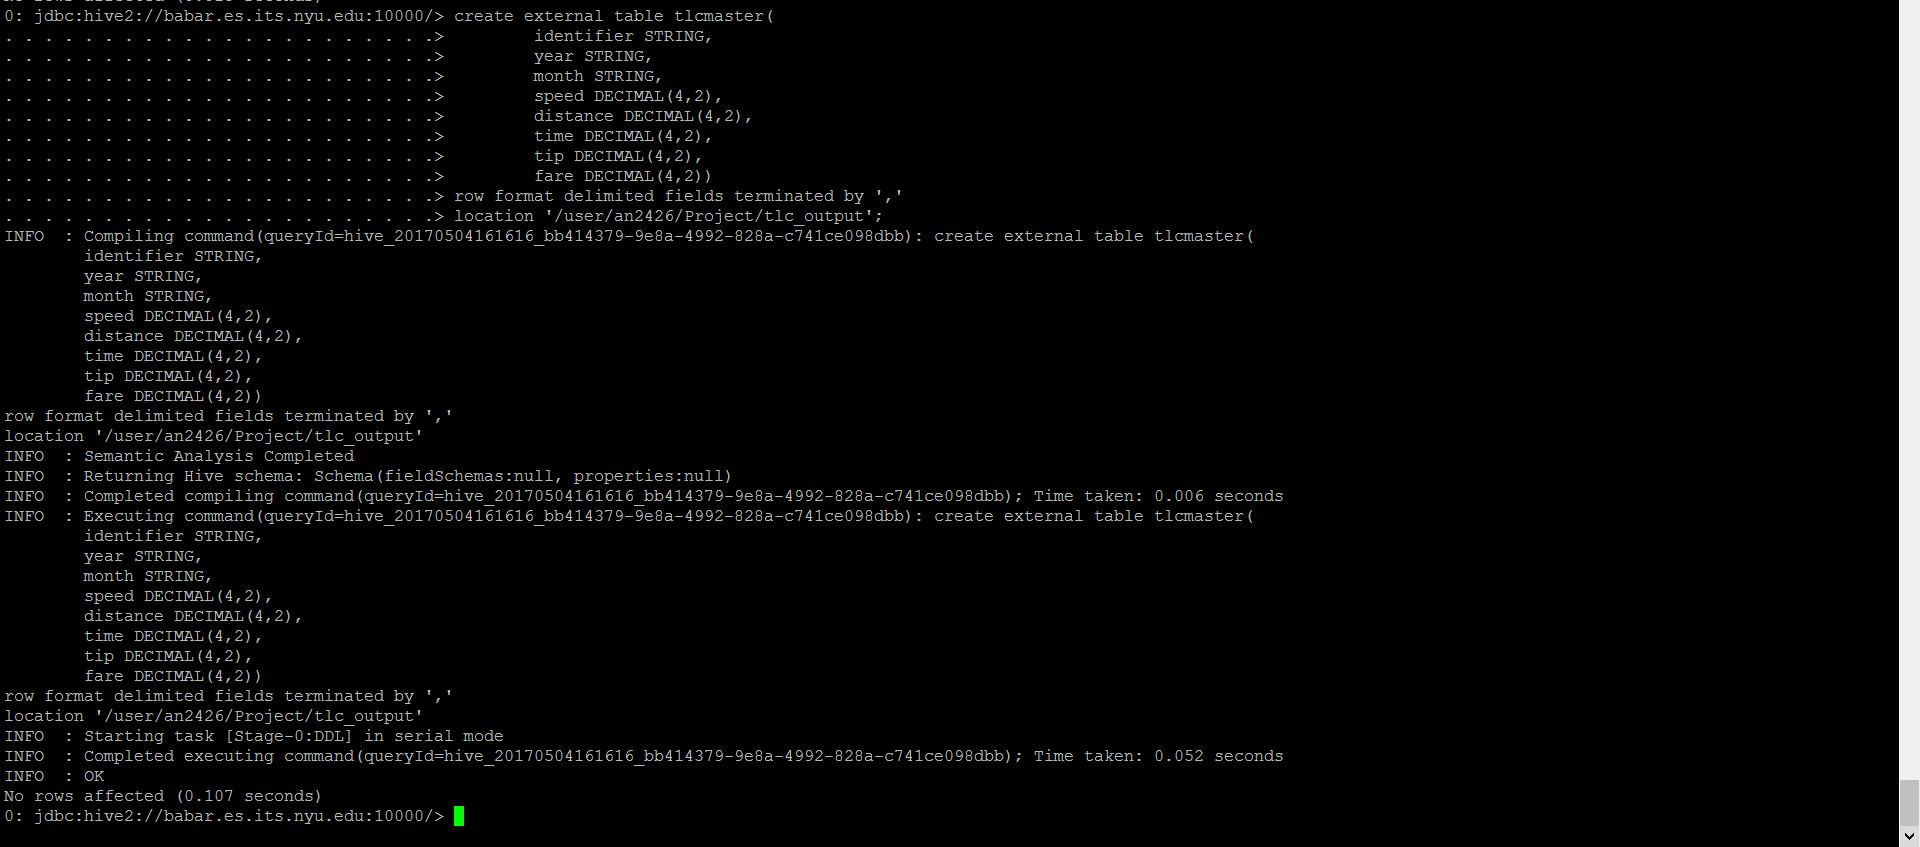 0: jdbc:hive2://babar.es.its.nyu.edu:10000/> create external table tlcmaster(
. . . . . . . . . . . . . . . . . . . . . .>         identifier STRING,
. . . . . . . . . . . . . . . . . . . . . .>         year STRING,
. . . . . . . . . . . . . . . . . . . . . .>         month STRING,
. . . . . . . . . . . . . . . . . . . . . .>         speed DECIMAL(4,2),
. . . . . . . . . . . . . . . . . . . . . .>         distance DECIMAL(4,2),
. . . . . . . . . . . . . . . . . . . . . .>         time DECIMAL(4,2),
. . . . . . . . . . . . . . . . . . . . . .>         tip DECIMAL(4,2),
. . . . . . . . . . . . . . . . . . . . . .>         fare DECIMAL(4,2))
. . . . . . . . . . . . . . . . . . . . . .> row format delimited fields terminated by ','
. . . . . . . . . . . . . . . . . . . . . .> location '/user/an2426/Project/tlc_output';
INFO  : Compiling command(queryId=hive_20170504161616_bb414379-9e8a-4992-828a-c741ce098dbb): create external table tlcmaster(
        identifier STRING,
        year STRING,
        month STRING,
        speed DECIMAL(4,2),
        distance DECIMAL(4,2),
        time DECIMAL(4,2),
        tip DECIMAL(4,2),
        fare DECIMAL(4,2))
row format delimited fields terminated by ','
location '/user/an2426/Project/tlc_output'
INFO  : Semantic Analysis Completed
INFO  : Returning Hive schema: Schema(fieldSchemas:null, properties:null)
INFO  : Completed compiling command(queryId=hive_20170504161616_bb414379-9e8a-4992-828a-c741ce098dbb); Time taken: 0.006 seconds
INFO  : Executing command(queryId=hive_20170504161616_bb414379-9e8a-4992-828a-c741ce098dbb): create external table tlcmaster(
        identifier STRING,
        year STRING,
        month STRING,
        speed DECIMAL(4,2),
        distance DECIMAL(4,2),
        time DECIMAL(4,2),
        tip DECIMAL(4,2),
        fare DECIMAL(4,2))
row format delimited fields terminated by ','
location '/user/an2426/Project/tlc_output'
INFO  : Starting task [Stage-0:DDL] in serial mode
INFO  : Completed executing command(queryId=hive_20170504161616_bb414379-9e8a-4992-828a-c741ce098dbb); Time taken: 0.052 seconds
INFO  : OK
No rows affected (0.107 seconds)
0: jdbc:hive2://babar.es.its.nyu.edu:10000/>